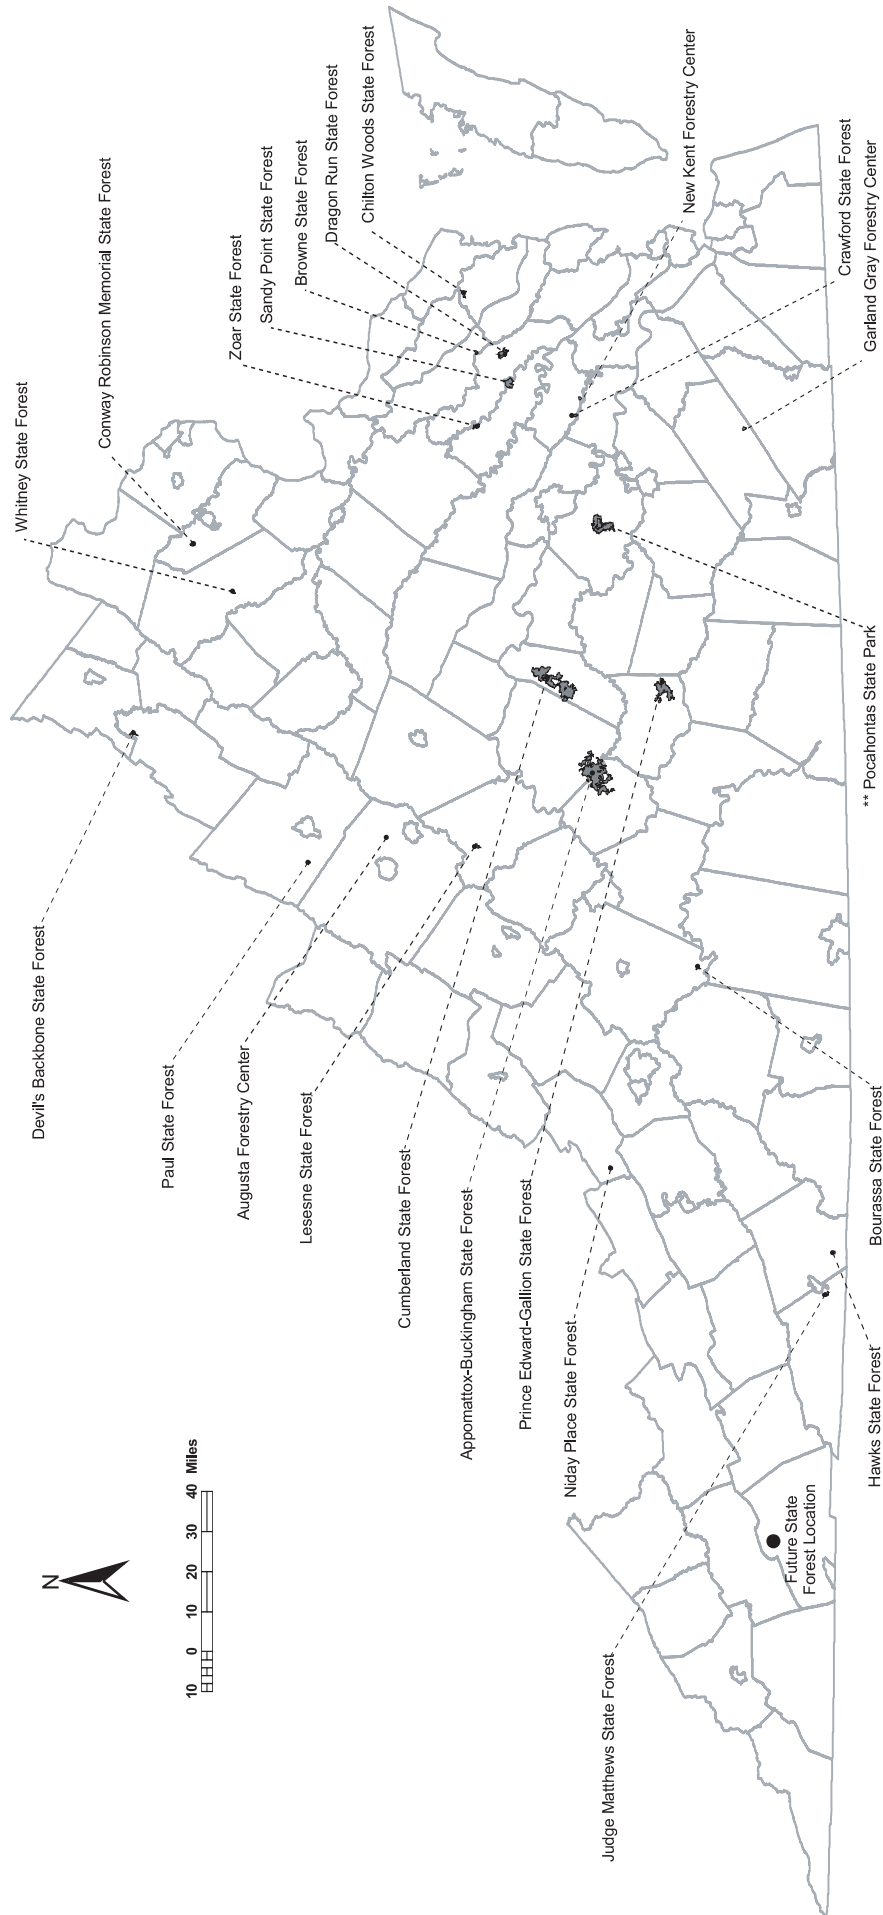 N
10 0 10 20 30 40 Miles
Whitney State Forest
Conway Robinson Memorial State Forest
Zoar State Forest
Sandy Point State Forest
Browne State Forest
Dragon Run State Forest
Chilton Woods State Forest
Devil's Backbone State Forest
Paul State Forest
Augusta Forestry Center
Lesesne State Forest
Cumberland State Forest
Appomattox-Buckingham State Forest
Prince Edward-Gallion State Forest
Niday Place State Forest
Judge Matthews State Forest
Future State
Forest Location
Hawks State Forest
Bourassa State Forest
** Pocahontas State Park
Garland Gray Forestry Center
Crawford State Forest
New Kent Forestry Center